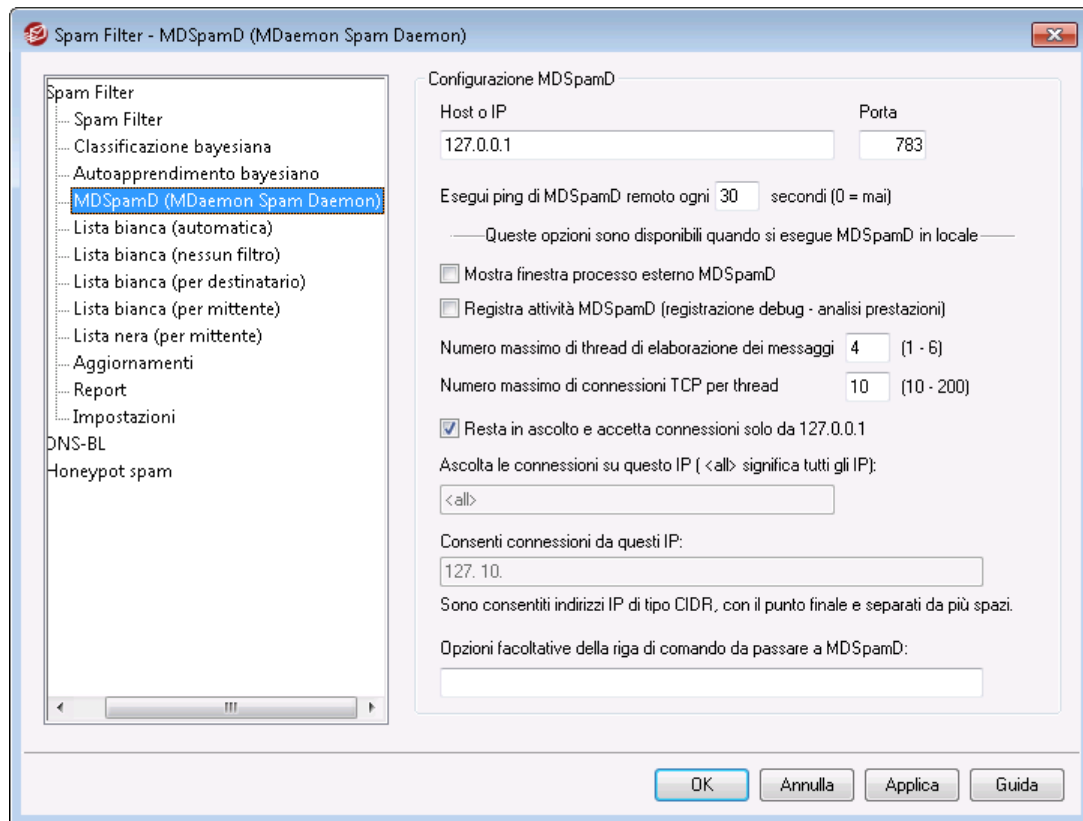 Spam Filter - MDSpamD (MDaemon Spam Daemon)
Spam Filter
Spam Filter
Classificazione bayesiana
Autoapprendimento bayesiano
MDSpamD (MDaemon Spam Daemon)
Lista bianca (automatica)
Lista bianca (nessun filtro)
Lista bianca (per destinatario)
Lista bianca (per mittente)
Lista nera (per mittente)
Aggiornamenti
Report
Impostazioni
DNS-BL
Honeypot spam
Configurazione MDSpamD
Host o IP Porta
127.0.0.1 783
Esegui ping di MDSpamD remoto ogni 30 secondi (0 = mai)
Queste opzioni sono disponibili quando si esegue MDSpamD in locale
Mostra finestra processo esterno MDSpamD
Registra attività MDSpamD (registrazione debug - analisi prestazioni)
Numero massimo di thread di elaborazione dei messaggi 4 (1 - 6)
Numero massimo di connessioni TCP per thread 10 (10 - 200)
Resta in ascolto e accetta connessioni solo da 127.0.0.1
Ascolta le connessioni su questo IP ( <all> significa tutti gli IP):
<all>
Consenti connessioni da questi IP:
127. 10.
Sono consentiti indirizzi IP di tipo CIDR, con il punto finale e separati da più spazi.
Opzioni facoltative della riga di comando da passare a MDSpamD:
OK Annulla Applica Guida